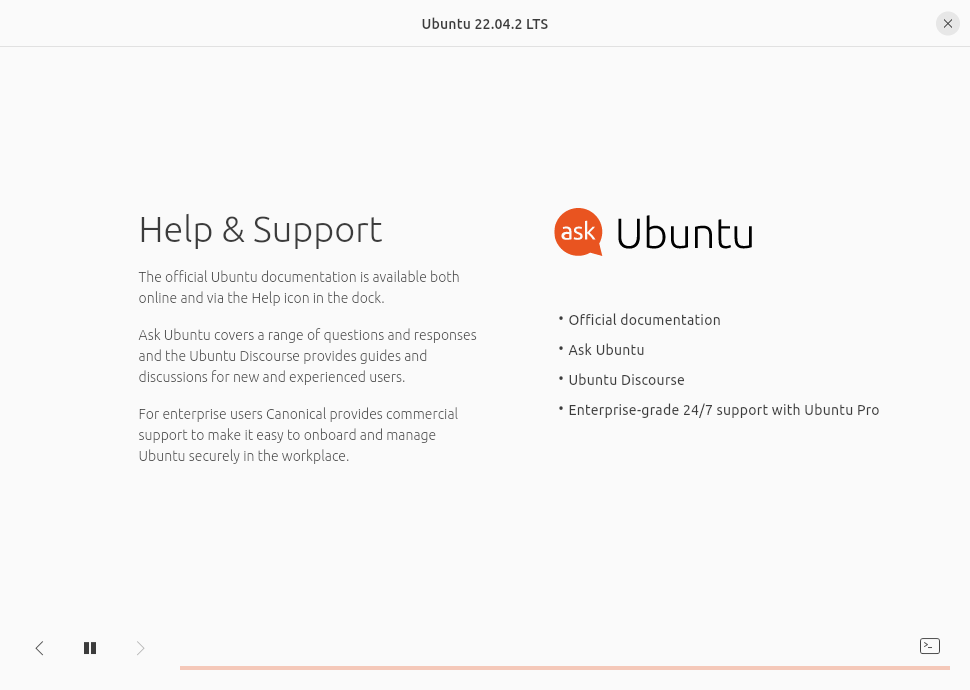 Ubuntu 22.04.2 LTS
Help & Support
The official Ubuntu documentation is available both
online and via the Help icon in the dock.
Ask Ubuntu covers a range of questions and responses
and the Ubuntu Discourse provides guides and
discussions for new and experienced users.
For enterprise users Canonical provides commercial
support to make it easy to onboard and manage
Ubuntu securely in the workplace.
ask Ubuntu
• Official documentation
• Ask Ubuntu
• Ubuntu Discourse
• Enterprise-grade 24/7 support with Ubuntu Pro